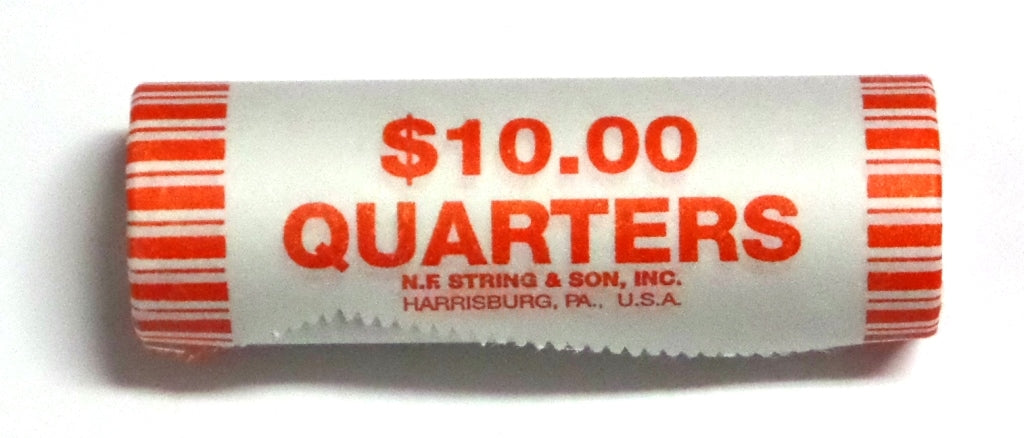 $10.00
QUARTERS
N.F. STRING & SON, INC.
HARRISBURG, PA., U.S.A.